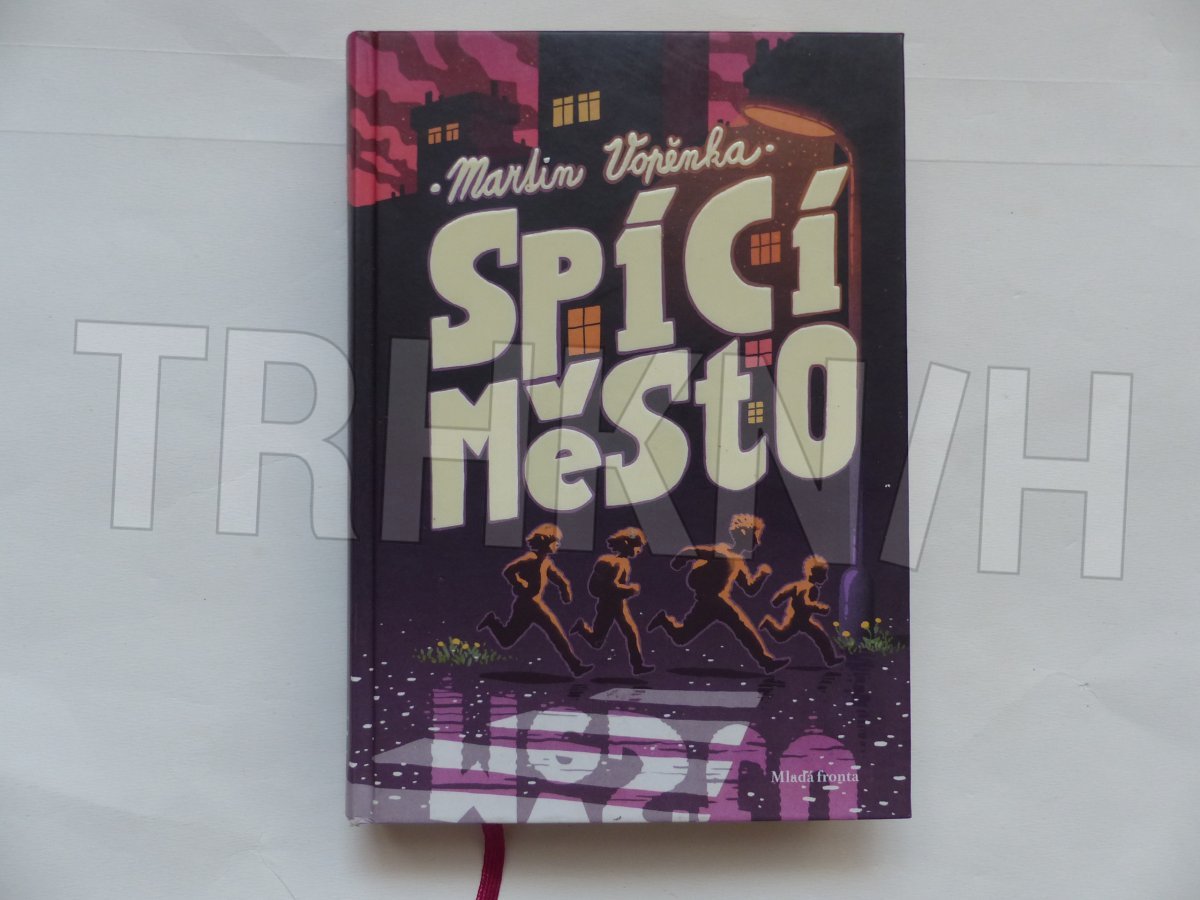 · Martin Vopěnka ·
SPÍCÍ
MěStO
TRHKNIH
Mladá fronta